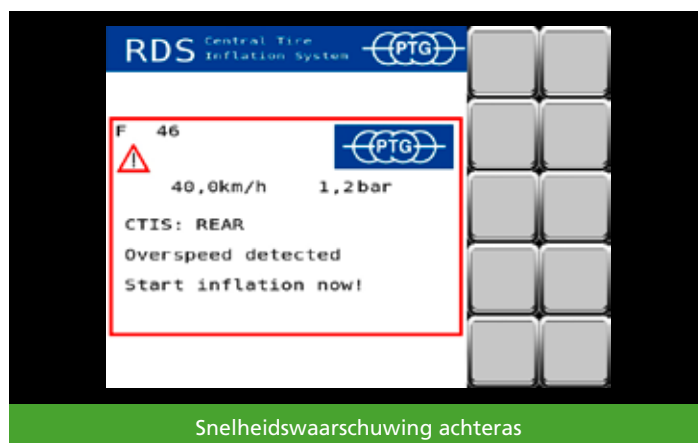 RDS Central Tire Inflation System PTG
F 46
PTG
40,0km/h 1,2bar
CTIS: REAR
Overspeed detected
Start inflation now!
Snelheidswaarschuwing achteras